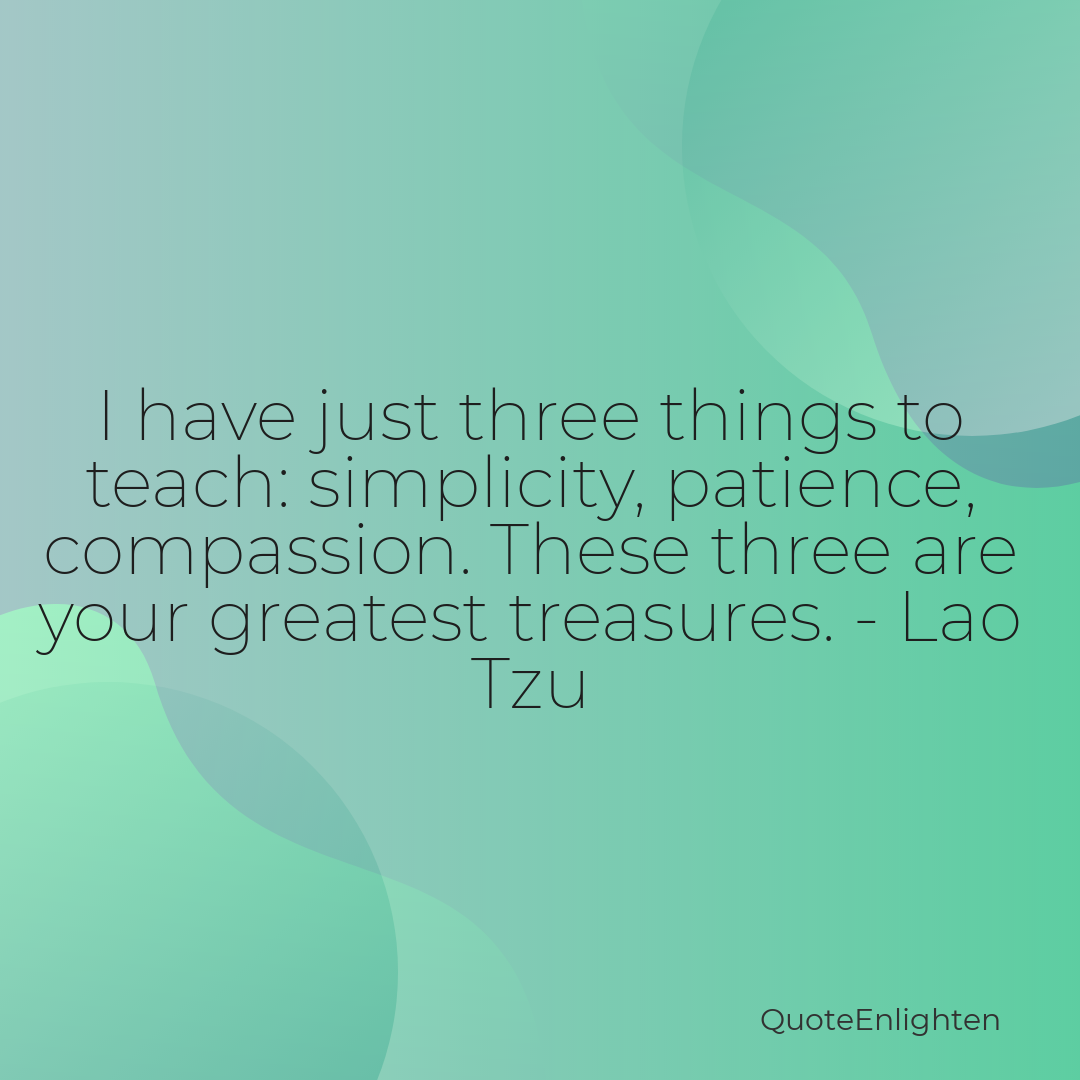 I have just three things to
teach: simplicity, patience,
compassion. These three are
your greatest treasures. - Lao
Tzu
QuoteEnlighten